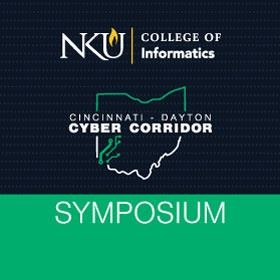 NKU
COLLEGE OF
Informatics
CINCINNATI - DAYTON
CYBER CORRIDOR
SYMPOSIUM